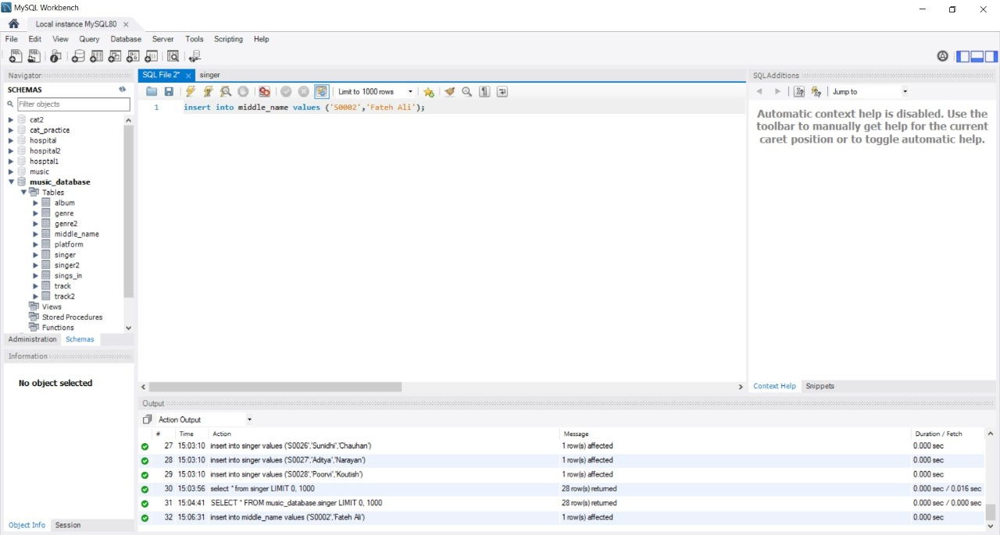 MySQL Workbench
Local instance MySQL80
File Edit View Query Database Server Tools Scripting Help
Navigator
SCHEMAS
Filter objects
cat2
cat_practice
hospital
hospital2
hosptal1
music
music_database
Tables
album
genre
genre2
middle_name
platform
singer
singer2
sings_in
track
track2
Views
Stored Procedures
Functions
Administration Schemas
Information
No object selected
Object Info Session
SQL File 2* singer
Limit to 1000 rows
1 insert into middle_name values ('S0002','Fateh Ali');
SQLAdditions
Jump to
Automatic context help is disabled. Use the
toolbar to manually get help for the current
caret position or to toggle automatic help.
Context Help Snippets
Output
Action Output
# Time Action Message Duration / Fetch
27 15:03:10 insert into singer values ('S0026','Sunidhi','Chauhan') 1 row(s) affected 0.000 sec
28 15:03:10 insert into singer values ('S0027','Aditya','Narayan') 1 row(s) affected 0.000 sec
29 15:03:10 insert into singer values ('S0028','Poorvi','Koutish') 1 row(s) affected 0.000 sec
30 15:03:56 select * from singer LIMIT 0, 1000 28 row(s) returned 0.000 sec / 0.016 sec
31 15:04:41 SELECT * FROM music_database.singer LIMIT 0, 1000 28 row(s) returned 0.000 sec / 0.000 sec
32 15:06:31 insert into middle_name values ('S0002','Fateh Ali') 1 row(s) affected 0.000 sec